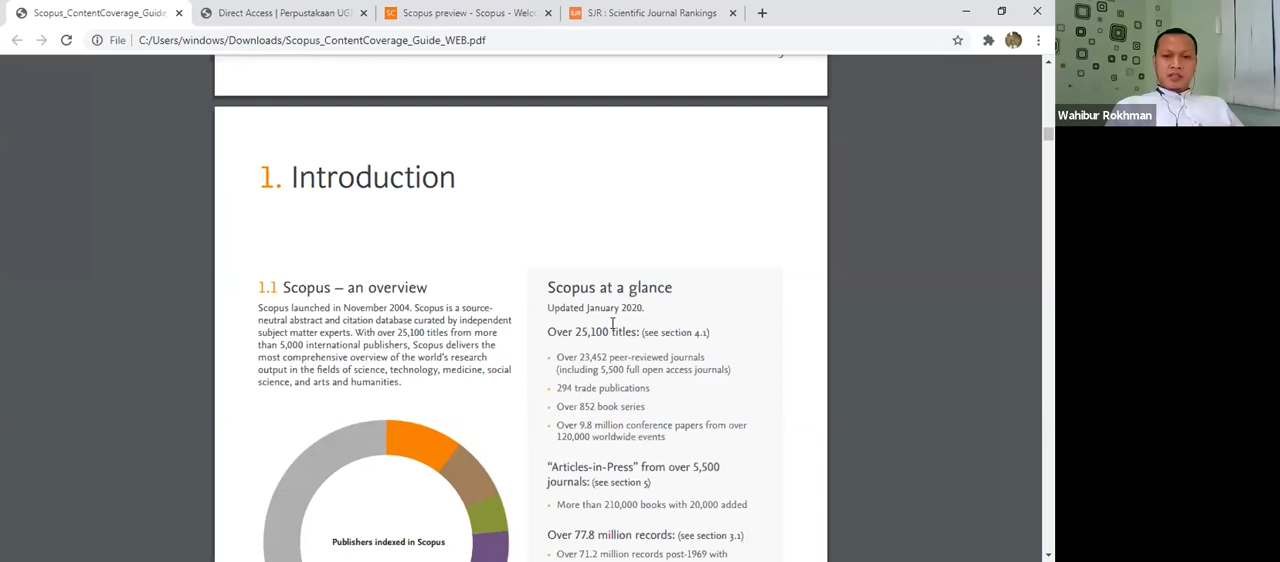 Scopus_ContentCoverage_Guide
Direct Access | Perpustakaan UG
Scopus preview - Scopus - Welco
SJR : Scientific Journal Rankings
File
C:/Users/windows/Downloads/Scopus_ContentCoverage_Guide_WEB.pdf
Wahibur Rokhman
1. Introduction
1.1 Scopus – an overview
Scopus launched in November 2004. Scopus is a source-
neutral abstract and citation database curated by independent
subject matter experts. With over 25,100 titles from more
than 5,000 international publishers, Scopus delivers the
most comprehensive overview of the world's research
output in the fields of science, technology, medicine, social
science, and arts and humanities.
Publishers indexed in Scopus
Scopus at a glance
Updated January 2020.
Over 25,100 titles: (see section 4.1)
• Over 23,452 peer-reviewed journals
(including 5,500 full open access journals)
• 294 trade publications
• Over 852 book series
• Over 9.8 million conference papers from over
120,000 worldwide events
"Articles-in-Press" from over 5,500
journals: (see section 5)
• More than 210,000 books with 20,000 added
Over 77.8 million records: (see section 3.1)
• Over 71.2 million records post-1969 with